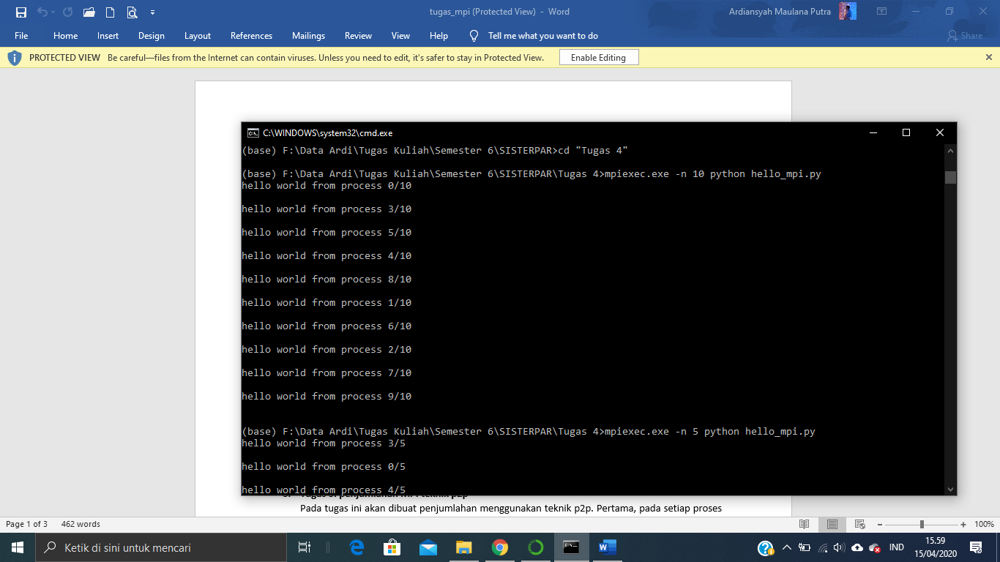 tugas_mpi (Protected View) - Word
Ardiansyah Maulana Putra
File Home Insert Design Layout References Mailings Review View Help Tell me what you want to do Share
PROTECTED VIEW Be careful—files from the Internet can contain viruses. Unless you need to edit, it's safer to stay in Protected View. Enable Editing
C:\WINDOWS\system32\cmd.exe
(base) F:\Data Ardi\Tugas Kuliah\Semester 6\SISTERPAR>cd "Tugas 4"
(base) F:\Data Ardi\Tugas Kuliah\Semester 6\SISTERPAR\Tugas 4>mpiexec.exe -n 10 python hello_mpi.py
hello world from process 0/10
hello world from process 3/10
hello world from process 5/10
hello world from process 4/10
hello world from process 8/10
hello world from process 1/10
hello world from process 6/10
hello world from process 2/10
hello world from process 7/10
hello world from process 9/10
(base) F:\Data Ardi\Tugas Kuliah\Semester 6\SISTERPAR\Tugas 4>mpiexec.exe -n 5 python hello_mpi.py
hello world from process 3/5
hello world from process 0/5
hello world from process 4/5
Pada tugas ini akan dibuat penjumlahan menggunakan teknik p2p. Pertama, pada setiap proses
Page 1 of 3 462 words 100%
Ketik di sini untuk mencari
IND
15.59
15/04/2020